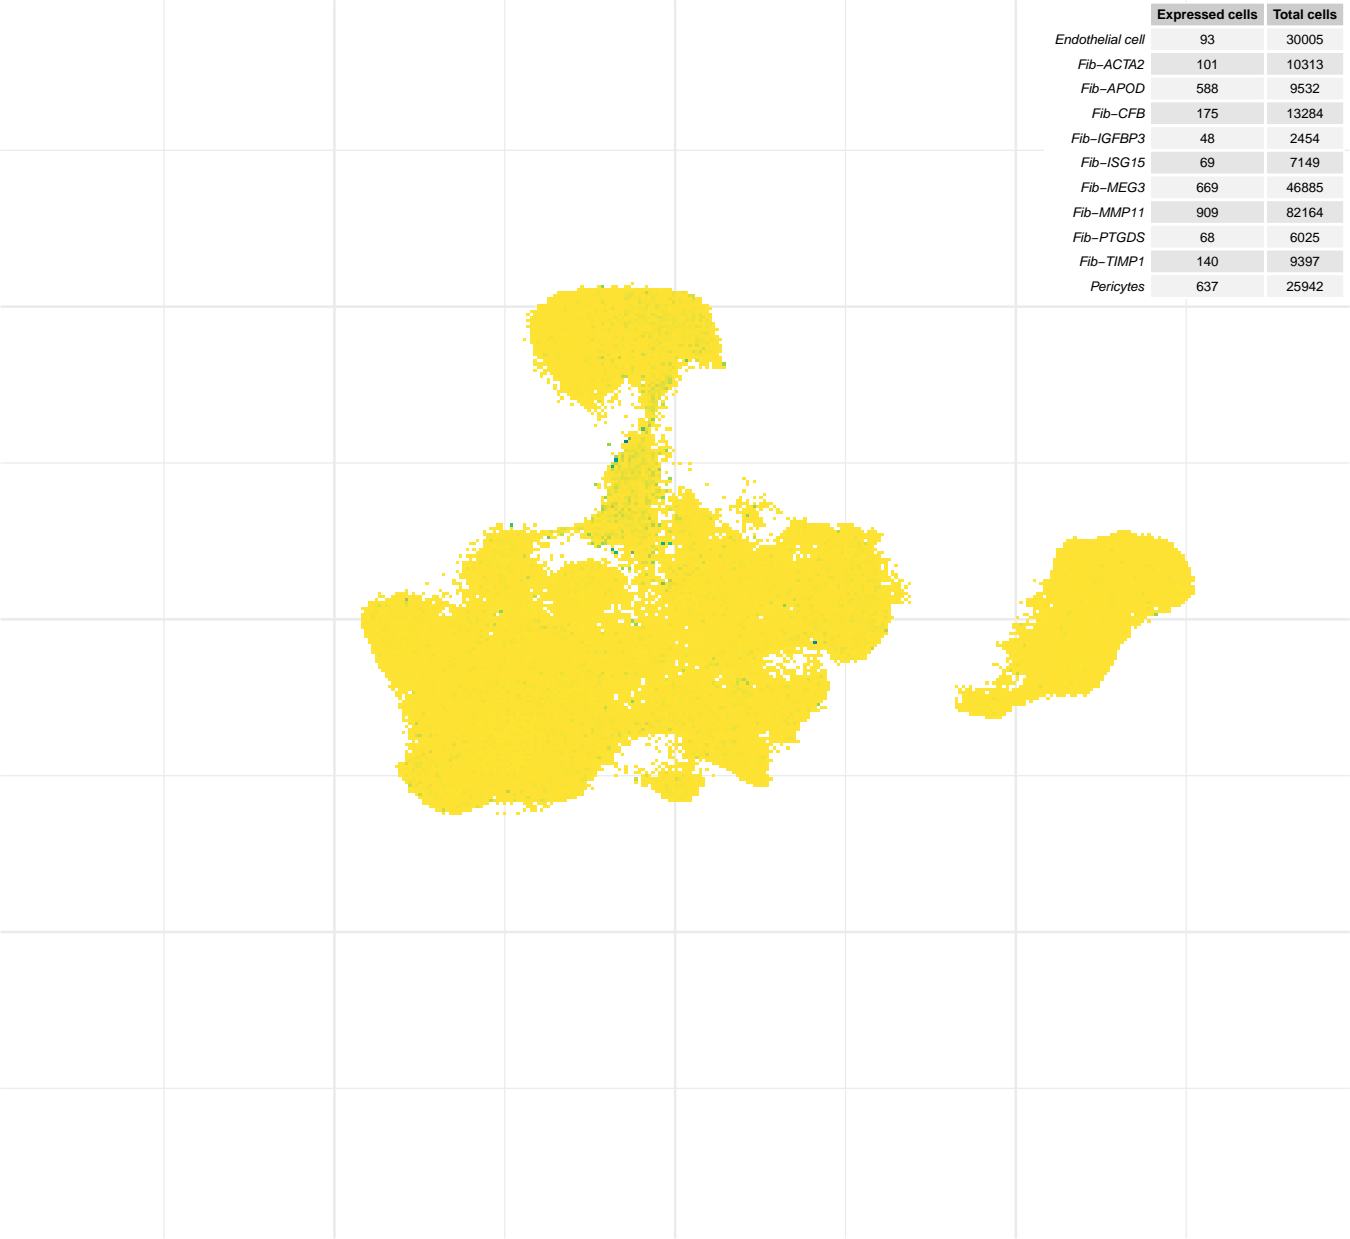 Expressed cells Total cells
Endothelial cell 93 30005
Fib−ACTA2 101 10313
Fib−APOD 588 9532
Fib−CFB 175 13284
Fib−IGFBP3 48 2454
Fib−ISG15 69 7149
Fib−MEG3 669 46885
Fib−MMP11 909 82164
Fib−PTGDS 68 6025
Fib−TIMP1 140 9397
Pericytes 637 25942